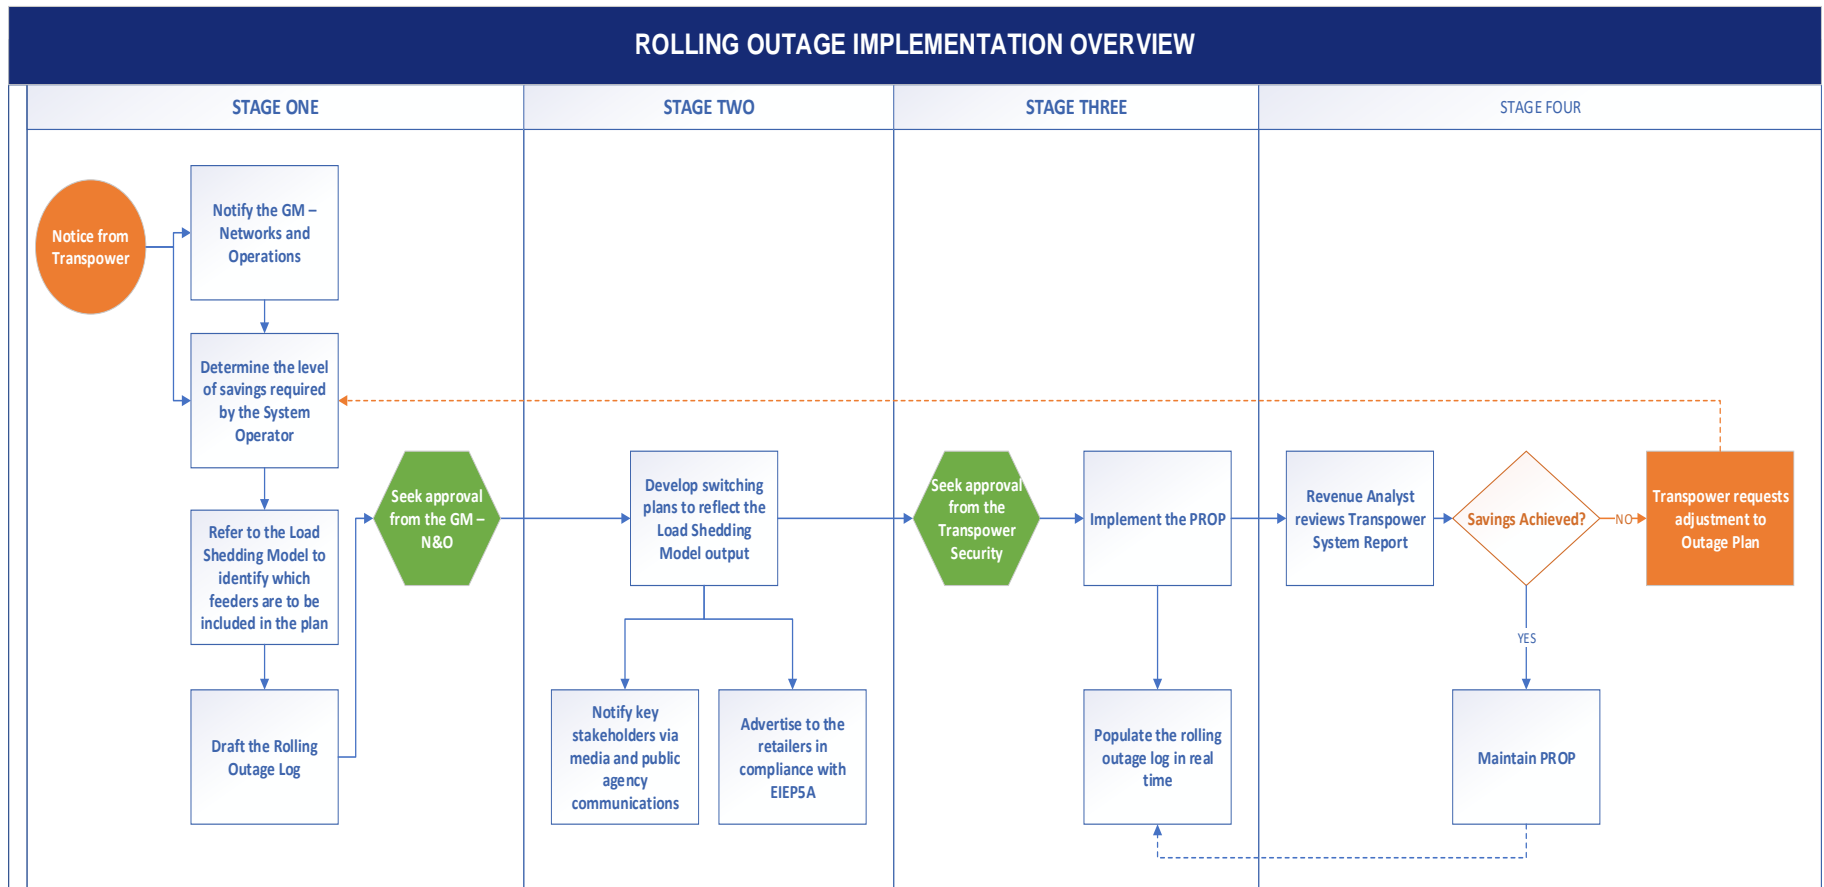 ROLLING OUTAGE IMPLEMENTATION OVERVIEW
STAGE ONE
STAGE TWO
STAGE THREE
STAGE FOUR
Notice from
Transpower
Notify the GM –
Networks and
Operations
Determine the level
of savings required
by the System
Operator
Refer to the Load
Shedding Model to
identify which
feeders are to be
included in the plan
Draft the Rolling
Outage Log
Seek approval
from the GM –
N&O
Develop switching
plans to reflect the
Load Shedding
Model output
Notify key
stakeholders via
media and public
agency
communications
Advertise to the
retailers in
compliance with
EIEP5A
Seek approval
from the
Transpower
Security
Implement the PROP
Populate the rolling
outage log in real
time
Revenue Analyst
reviews Transpower
System Report
Savings Achieved?
NO
Transpower requests
adjustment to
Outage Plan
YES
Maintain PROP